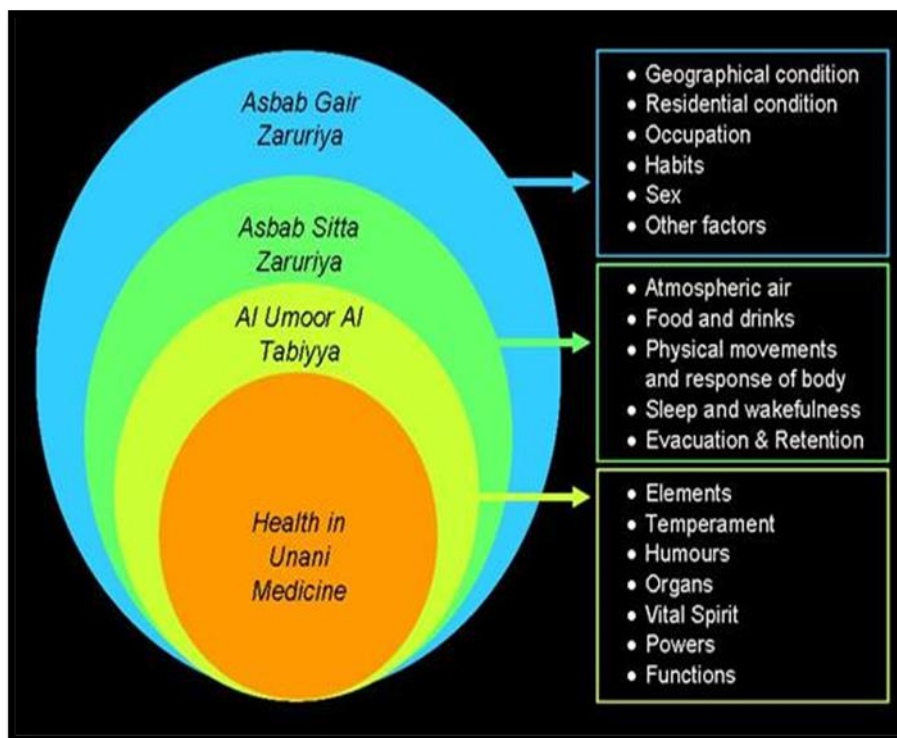 Asbab Gair
Zaruriya
Asbab Sitta
Zaruriya
Al Umoor Al
Tabiyya
Health in
Unani
Medicine
• Geographical condition
• Residential condition
• Occupation
• Habits
• Sex
• Other factors
• Atmospheric air
• Food and drinks
• Physical movements
and response of body
• Sleep and wakefulness
• Evacuation & Retention
• Elements
• Temperament
• Humours
• Organs
• Vital Spirit
• Powers
• Functions